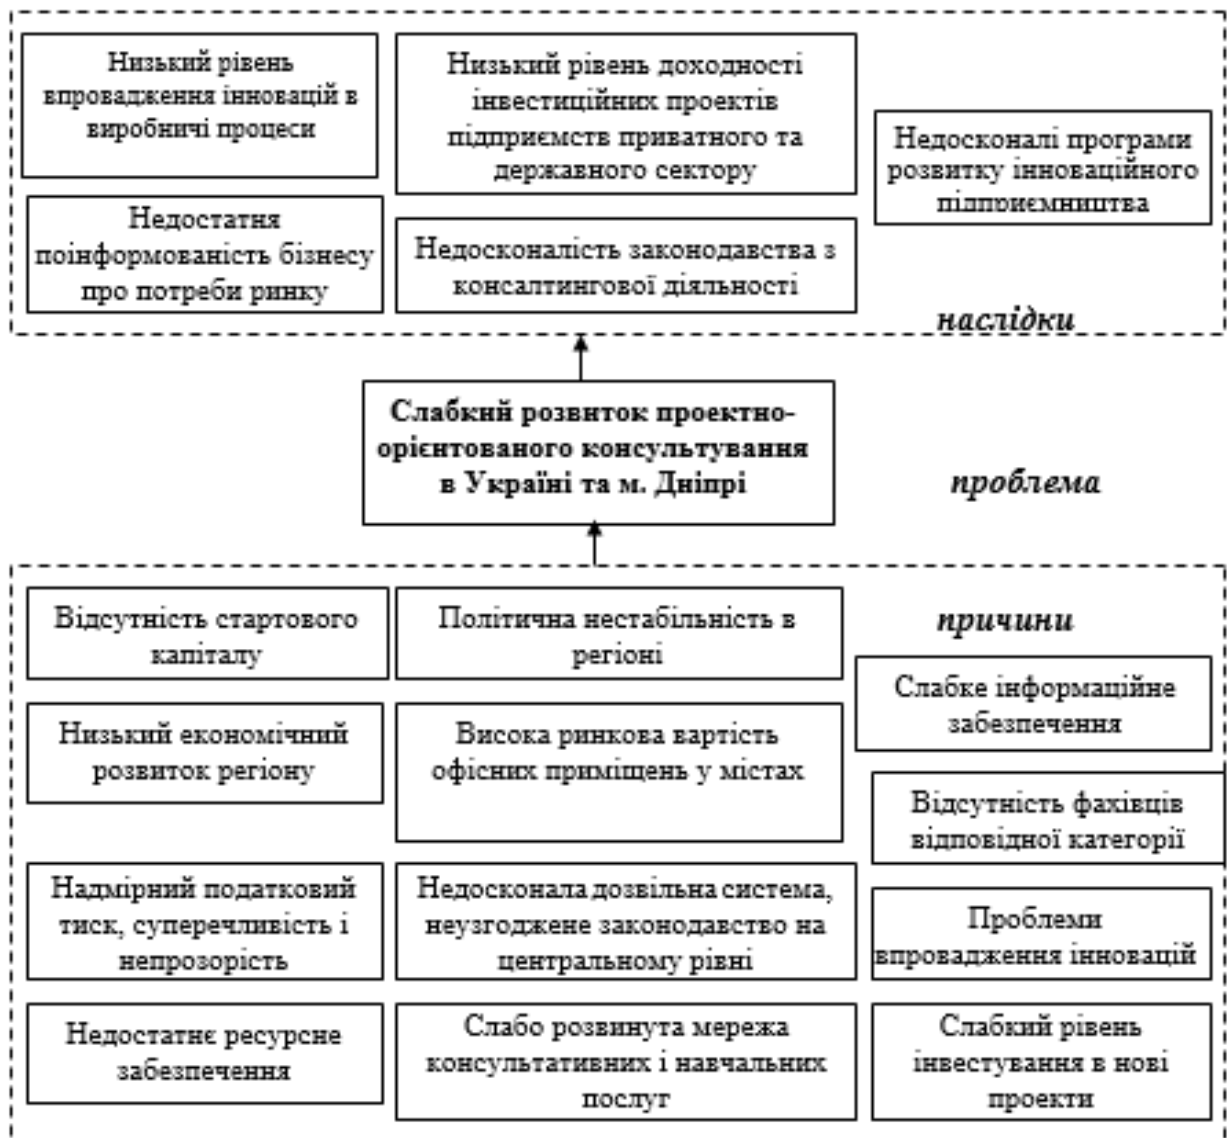 Низький рівень
впровадження інновацій в
виробничі процеси
Низький рівень доходності
інвестиційних проектів
підприємств приватного та
державного сектору
Недосконалі програми
розвитку інноваційного
підприємництва
Недостатня
поінформованість бізнесу
про потреби ринку
Недосконалість законодавства з
консалтингової діяльності
наслідки
Слабкий розвиток проектно-
орієнтованого консультування
в Україні та м. Дніпрі
проблема
Відсутність стартового
капіталу
Політична нестабільність в
регіоні
причини
Слабке інформаційне
забезпечення
Низький економічний
розвиток регіону
Висока ринкова вартість
офісних приміщень у містах
Відсутність фахівців
відповідної категорії
Надмірний податковий
тиск, суперечливість і
непрозорість
Недосконала дозвільна система,
неузгоджене законодавство на
центральному рівні
Проблеми
впровадження інновацій
Недостатнє ресурсне
забезпечення
Слабо розвинута мережа
консультативних і навчальних
послуг
Слабкий рівень
інвестування в нові
проекти